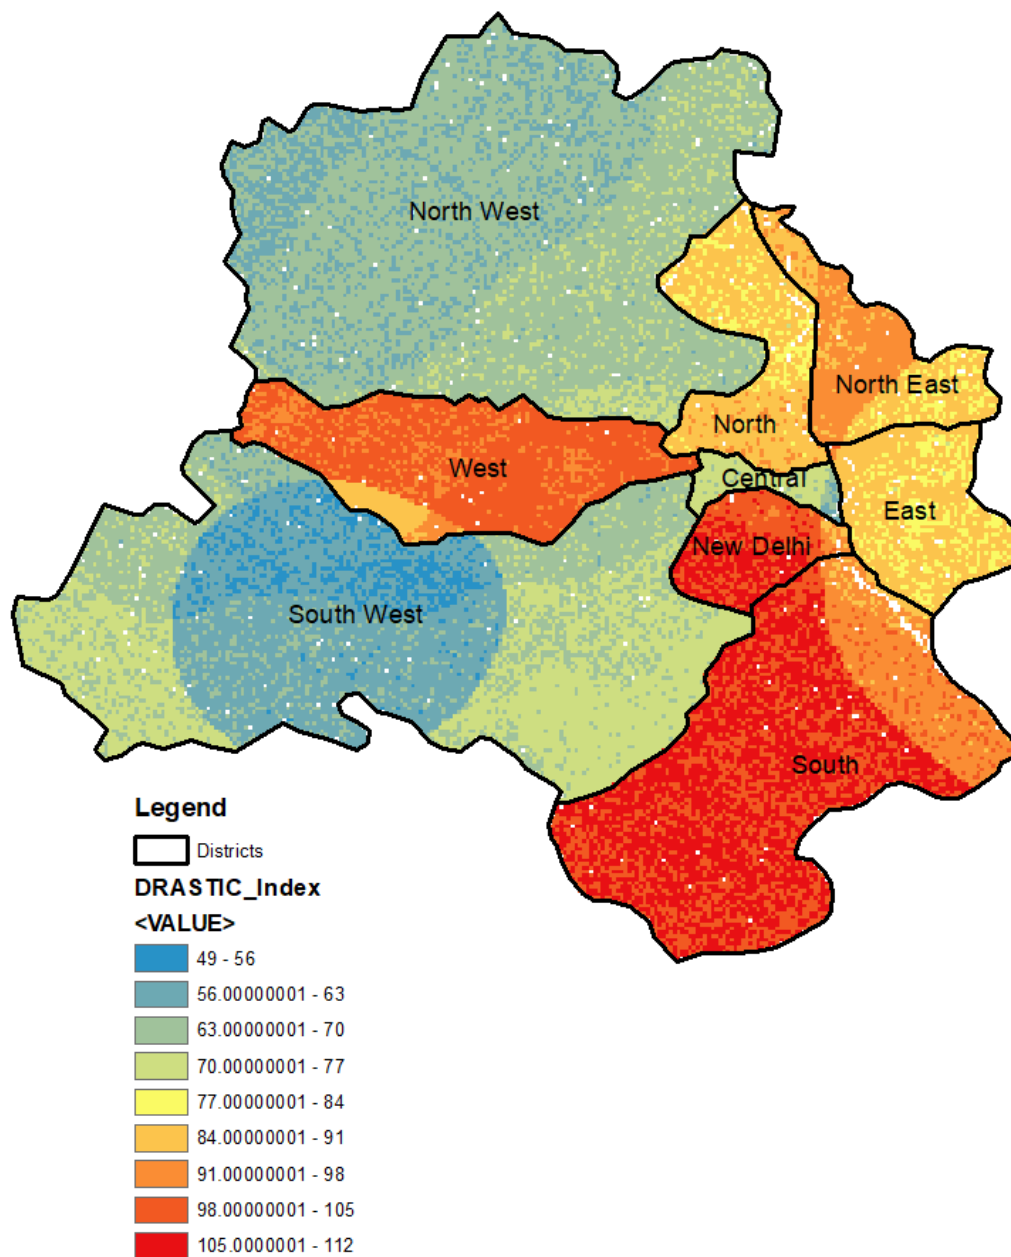 North West
North East
North
West
Central
East
New Delhi
South West
South
Legend
Districts
DRASTIC_Index
<VALUE>
49 - 56
56.00000001 - 63
63.00000001 - 70
70.00000001 - 77
77.00000001 - 84
84.00000001 - 91
91.00000001 - 98
98.00000001 - 105
105.0000001 - 112